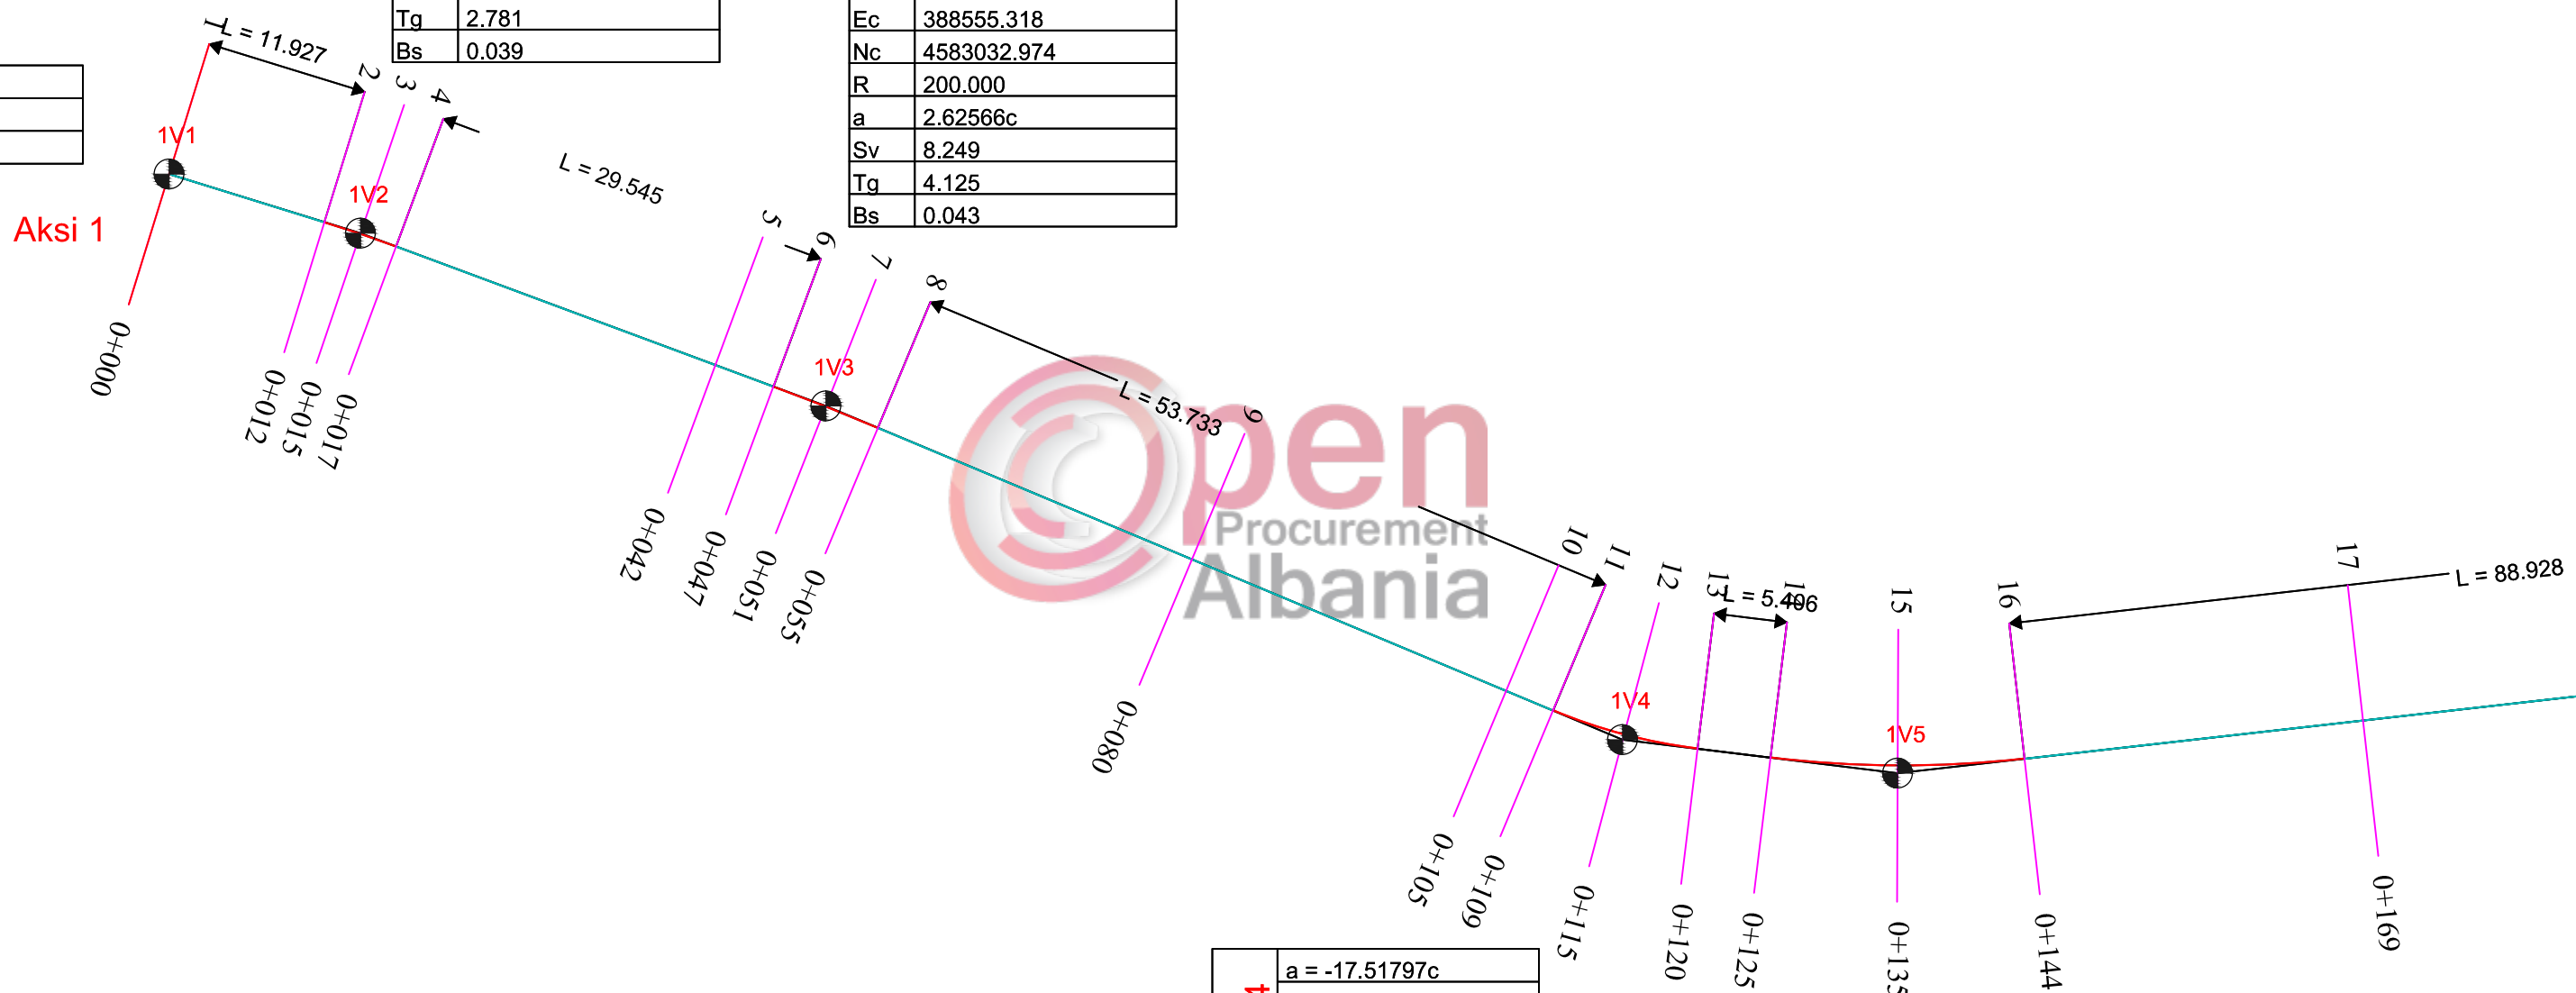 Tg 2.781
Bs 0.039
Ec 388555.318
Nc 4583032.974
R 200.000
a 2.62566c
Sv 8.249
Tg 4.125
Bs 0.043
Aksi 1
1
L = 11.927
2
3
4
1V1
1V2
L = 29.545
5
6
7
8
1V3
L = 53.733
9
10
11
12
13
L = 5.406
15
16
17
L = 88.928
1V4
1V5
0+000
0+012
0+015
0+017
0+042
0+047
0+051
0+055
0+080
0+105
0+109
0+115
0+120
0+125
0+135
0+144
0+169
Open
Procurement
Albania
a = -17.51797c